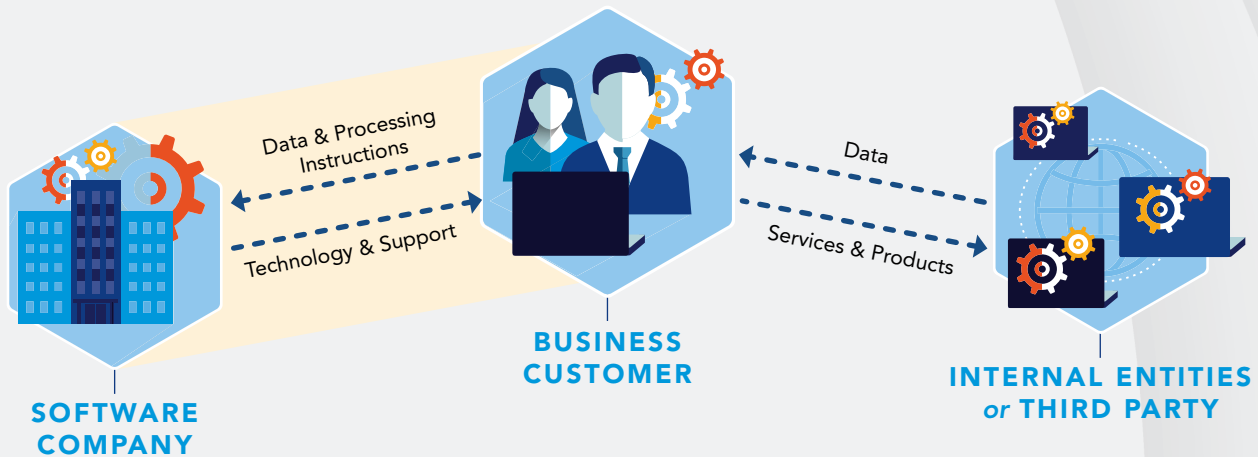 Data & Processing
Instructions
Technology & Support
Data
Services & Products
SOFTWARE
COMPANY
BUSINESS
CUSTOMER
INTERNAL ENTITIES
or THIRD PARTY